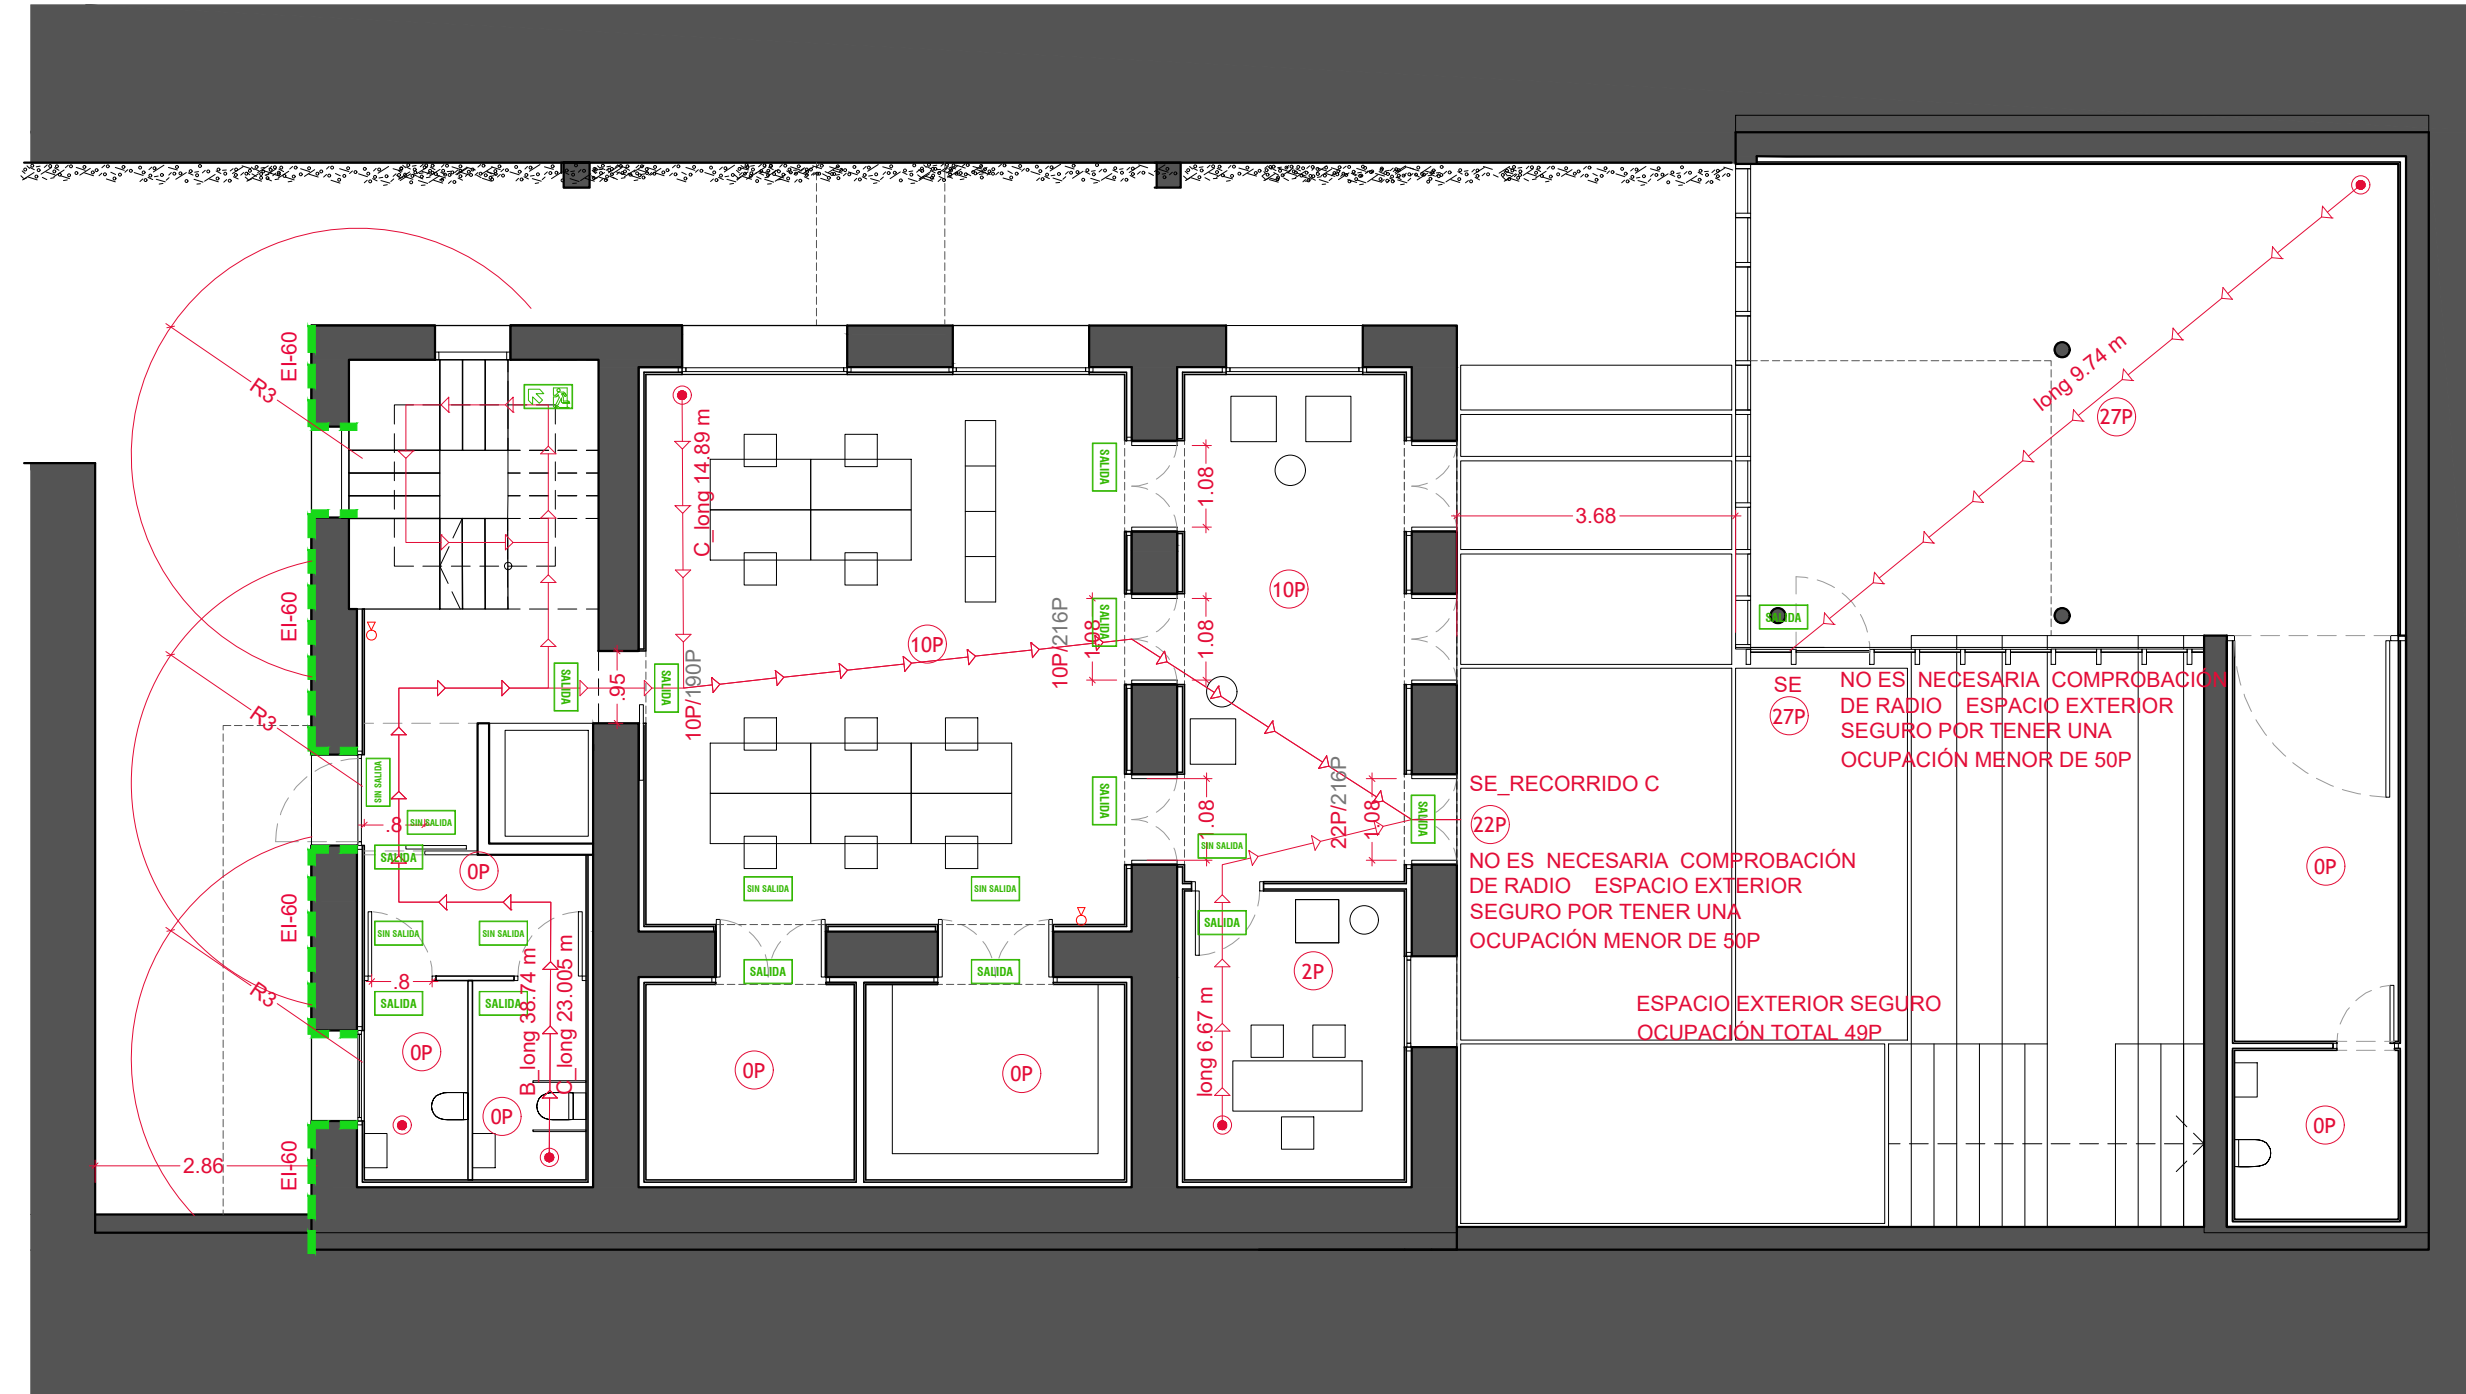 EI-60
R3
EI-60
R3
EI-60
R3
EI-60
2.86
C_long 14.89 m
10P
10P/190P
.95
10P/216P
1.08
1.08
1.08
1.08
1.08
10P
22P/216P
3.68
long 9.74 m
27P
SALIDA
SALIDA
SALIDA
SALIDA
SALIDA
SALIDA
SALIDA
SE
27P
NO ES NECESARIA COMPROBACIÓN
DE RADIO ESPACIO EXTERIOR
SEGURO POR TENER UNA
OCUPACIÓN MENOR DE 50P
SE_RECORRIDO C
22P
NO ES NECESARIA COMPROBACIÓN
DE RADIO ESPACIO EXTERIOR
SEGURO POR TENER UNA
OCUPACIÓN MENOR DE 50P
ESPACIO EXTERIOR SEGURO
OCUPACIÓN TOTAL 49P
SIN SALIDA
.8
SIN SALIDA
SALIDA
0P
SIN SALIDA
SIN SALIDA
.8
SALIDA
SALIDA
0P
0P
B_long 38.74 m
C_long 23.005 m
SIN SALIDA
SIN SALIDA
SALIDA
SALIDA
0P
0P
SIN SALIDA
SALIDA
2P
long 6.67 m
0P
0P